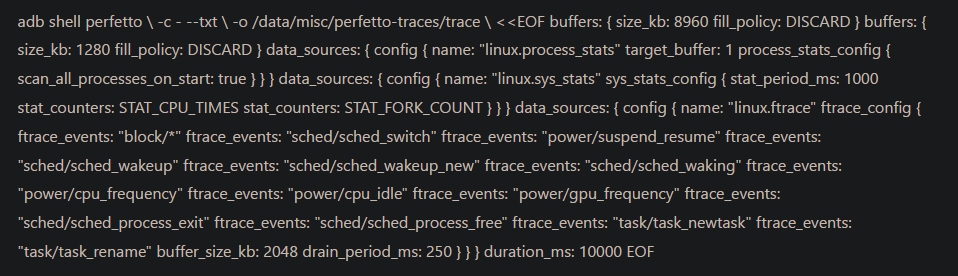 adb shell perfetto \ -c - --txt \ -o /data/misc/perfetto-traces/trace \ <<EOF buffers: { size_kb: 8960 fill_policy: DISCARD } buffers: {
size_kb: 1280 fill_policy: DISCARD } data_sources: { config { name: "linux.process_stats" target_buffer: 1 process_stats_config {
scan_all_processes_on_start: true } } } data_sources: { config { name: "linux.sys_stats" sys_stats_config { stat_period_ms: 1000
stat_counters: STAT_CPU_TIMES stat_counters: STAT_FORK_COUNT } } } data_sources: { config { name: "linux.ftrace" ftrace_config {
ftrace_events: "block/*" ftrace_events: "sched/sched_switch" ftrace_events: "power/suspend_resume" ftrace_events:
"sched/sched_wakeup" ftrace_events: "sched/sched_wakeup_new" ftrace_events: "sched/sched_waking" ftrace_events:
"power/cpu_frequency" ftrace_events: "power/cpu_idle" ftrace_events: "power/gpu_frequency" ftrace_events:
"sched/sched_process_exit" ftrace_events: "sched/sched_process_free" ftrace_events: "task/task_newtask" ftrace_events:
"task/task_rename" buffer_size_kb: 2048 drain_period_ms: 250 } } } duration_ms: 10000 EOF